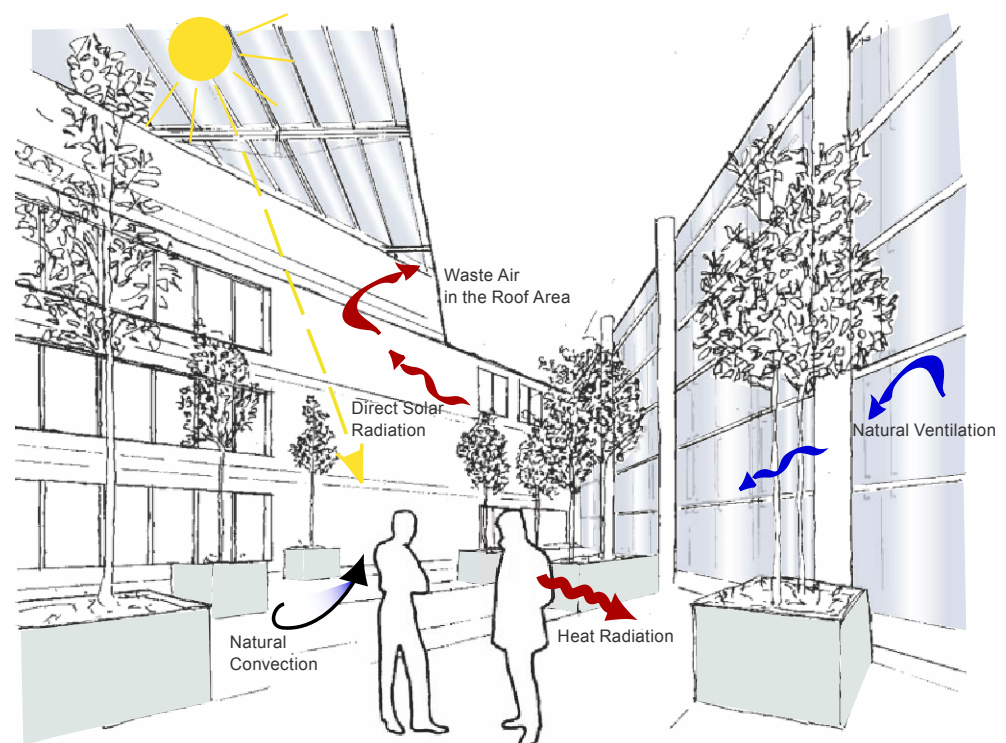 Waste Air
in the Roof Area
Direct Solar
Radiation
Natural Ventilation
Natural
Convection
Heat Radiation